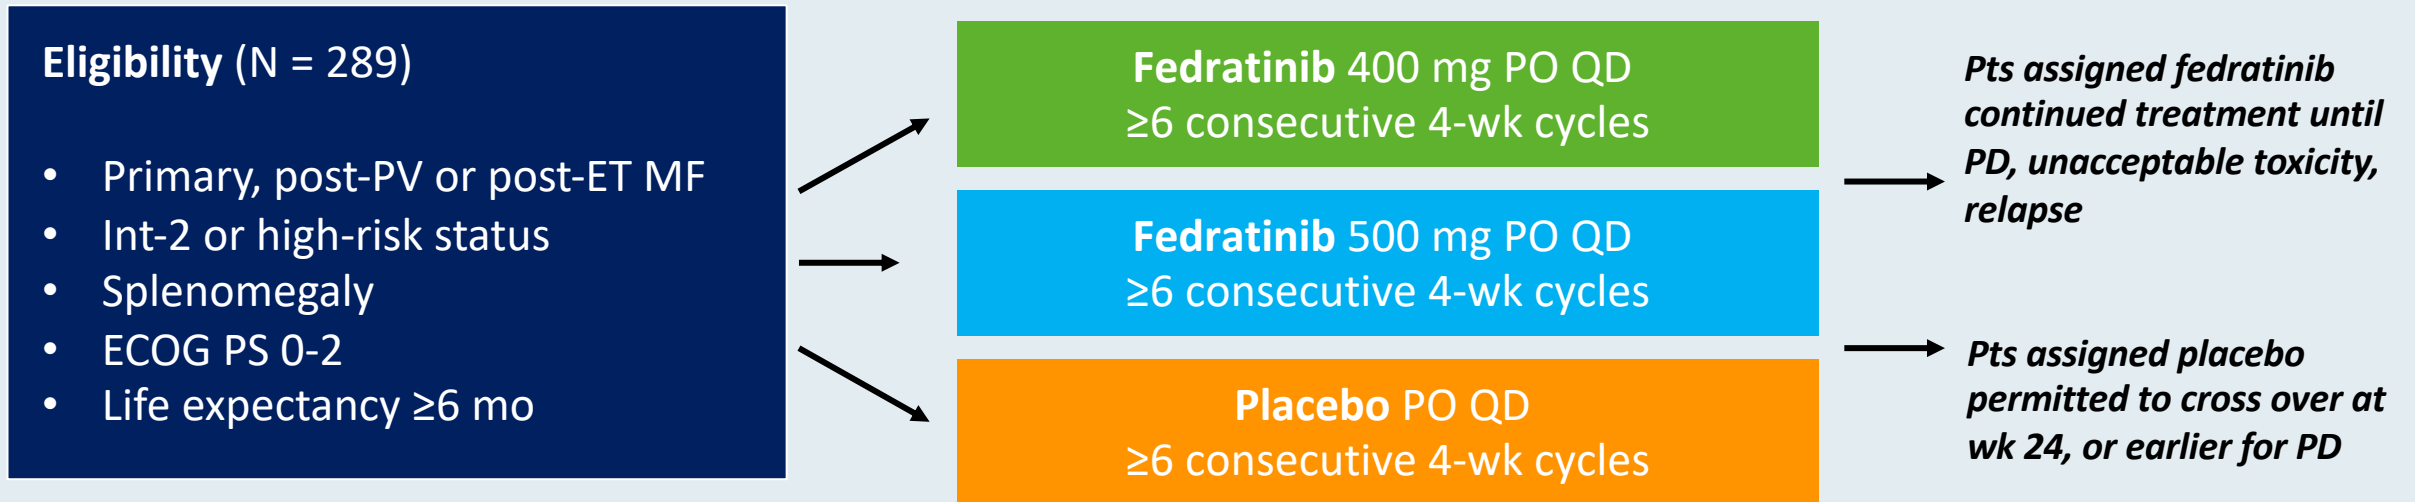 Eligibility (N = 289)
• Primary, post-PV or post-ET MF
• Int-2 or high-risk status
• Splenomegaly
• ECOG PS 0-2
• Life expectancy ≥6 mo
Fedratinib 400 mg PO QD
≥6 consecutive 4-wk cycles
Fedratinib 500 mg PO QD
≥6 consecutive 4-wk cycles
Placebo PO QD
≥6 consecutive 4-wk cycles
Pts assigned fedratinib
continued treatment until
PD, unacceptable toxicity,
relapse
Pts assigned placebo
permitted to cross over at
wk 24, or earlier for PD